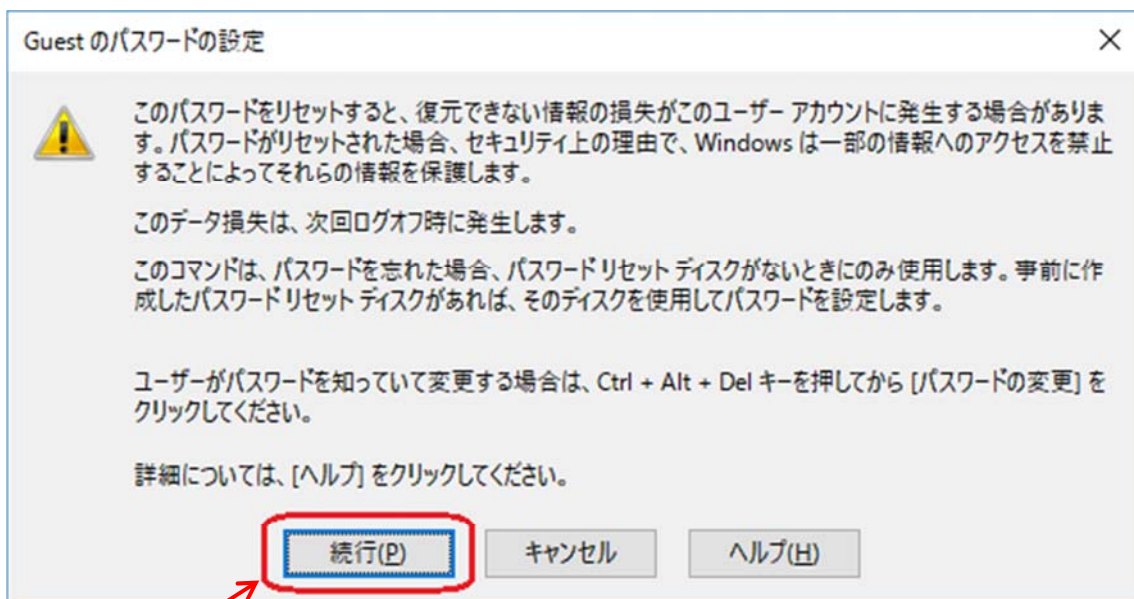 Guest のパスワードの設定
このパスワードをリセットすると、復元できない情報の損失がこのユーザー アカウントに発生する場合がありま
す。パスワードがリセットされた場合、セキュリティ上の理由で、Windows は一部の情報へのアクセスを禁止
することによってそれらの情報を保護します。
このデータ損失は、次回ログオフ時に発生します。
このコマンドは、パスワードを忘れた場合、パスワード リセット ディスクがないときにのみ使用します。事前に作
成したパスワード リセット ディスクがあれば、そのディスクを使用してパスワードを設定します。
ユーザーがパスワードを知っていて変更する場合は、Ctrl + Alt + Del キーを押してから [パスワードの変更] を
クリックしてください。
詳細については、[ヘルプ] をクリックしてください。
続行(P) キャンセル ヘルプ(H)